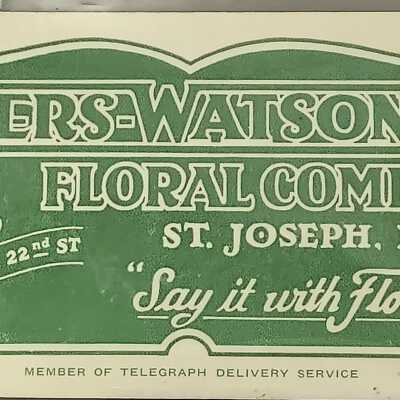 ERS-WATSON
FLORAL COM
ST. JOSEPH,
22nd ST
"Say it with Flo
MEMBER OF TELEGRAPH DELIVERY SERVICE